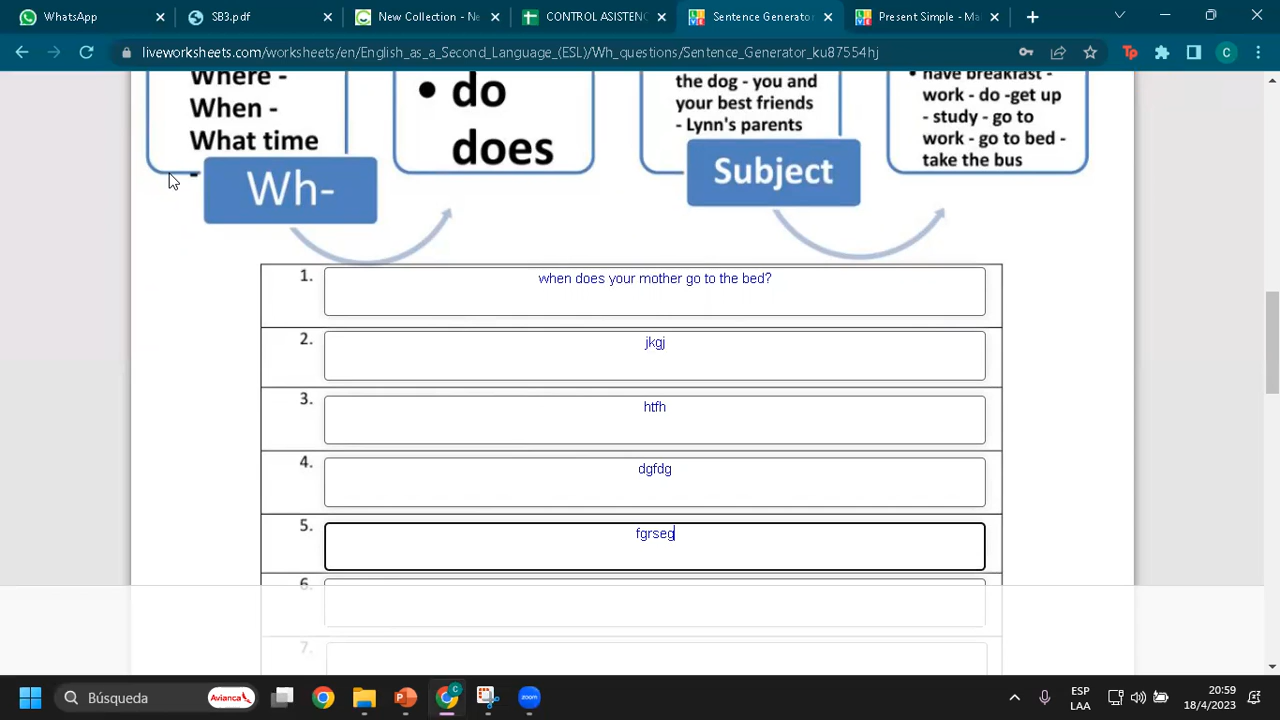 WhatsApp
SB3.pdf
New Collection - Ne
CONTROL ASISTENC
Sentence Generator
Present Simple - Ma
liveworksheets.com/worksheets/en/English_as_a_Second_Language_(ESL)/Wh_questions/Sentence_Generator_ku87554hj
C
Where -
When -
What time
-
Wh-
• do
does
the dog - you and
your best friends
- Lynn's parents
Subject
• have breakfast -
work - do -get up
- study - go to
work - go to bed -
take the bus
1. when does your mother go to the bed?
2. jkgj
3. htfh
4. dgfdg
5. fgrseg
6.
7.
Búsqueda
Avianca
zoom
ESP
LAA
20:59
18/4/2023